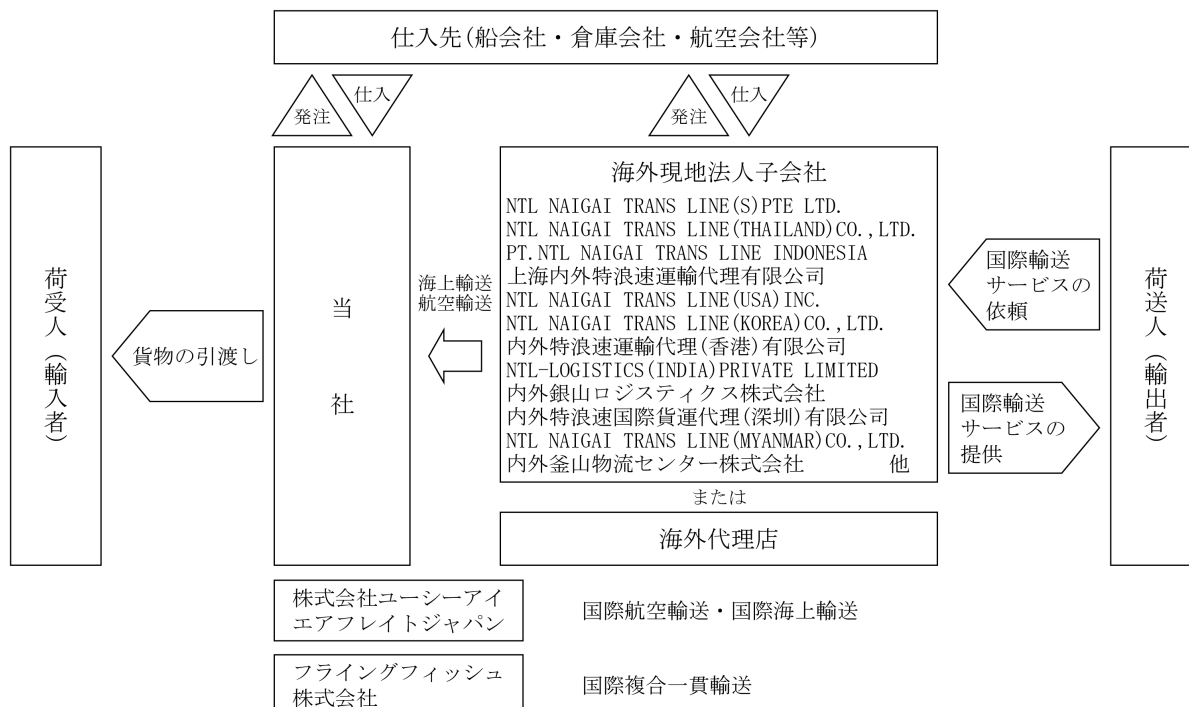 仕入先(船会社・倉庫会社・航空会社等)
発注
仕入
発注
仕入
荷受人（輸入者）
貨物の引渡し
当社
海上輸送
航空輸送
海外現地法人子会社
NTL NAIGAI TRANS LINE(S)PTE LTD.
NTL NAIGAI TRANS LINE(THAILAND)CO.,LTD.
PT.NTL NAIGAI TRANS LINE INDONESIA
上海内外特浪速運輸代理有限公司
NTL NAIGAI TRANS LINE(USA)INC.
NTL NAIGAI TRANS LINE(KOREA)CO.,LTD.
内外特浪速運輸代理(香港)有限公司
NTL-LOGISTICS(INDIA)PRIVATE LIMITED
内外銀山ロジスティクス株式会社
内外特浪速国際貨運代理(深圳)有限公司
NTL NAIGAI TRANS LINE(MYANMAR)CO.,LTD.
内外釜山物流センター株式会社 他
または
海外代理店
国際輸送
サービスの
依頼
国際輸送
サービスの
提供
荷送人（輸出者）
株式会社ユーシーアイ
エアフレイトジャパン
国際航空輸送・国際海上輸送
フライングフィッシュ
株式会社
国際複合一貫輸送